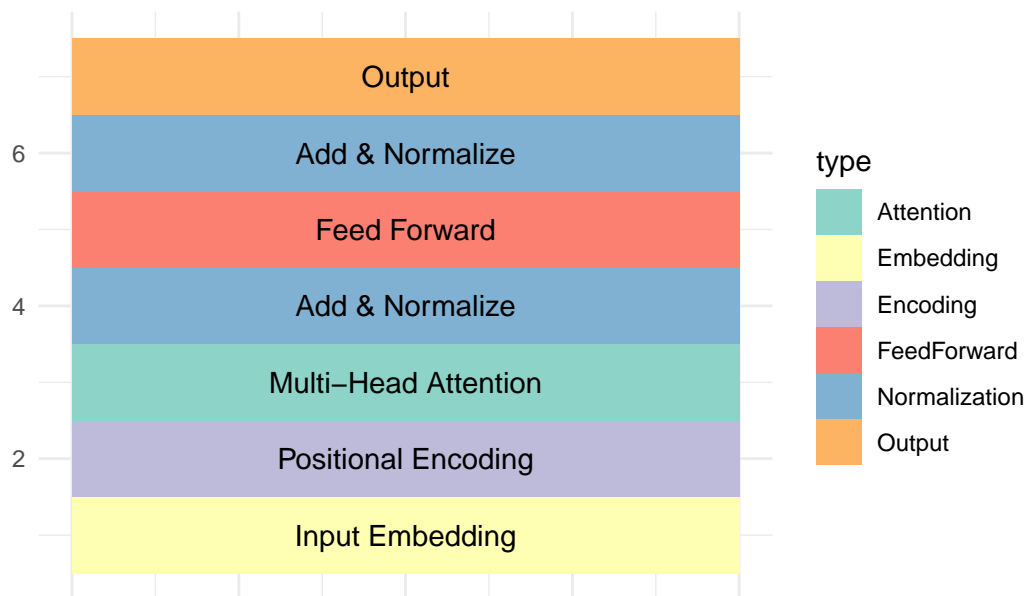 Output
6
Add & Normalize
Feed Forward
4
Add & Normalize
Multi−Head Attention
2
Positional Encoding
Input Embedding
type
Attention
Embedding
Encoding
FeedForward
Normalization
Output